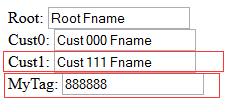 Root: Root Fname
Cust0: Cust 000 Fname
Cust1: Cust 111 Fname
MyTag: 888888